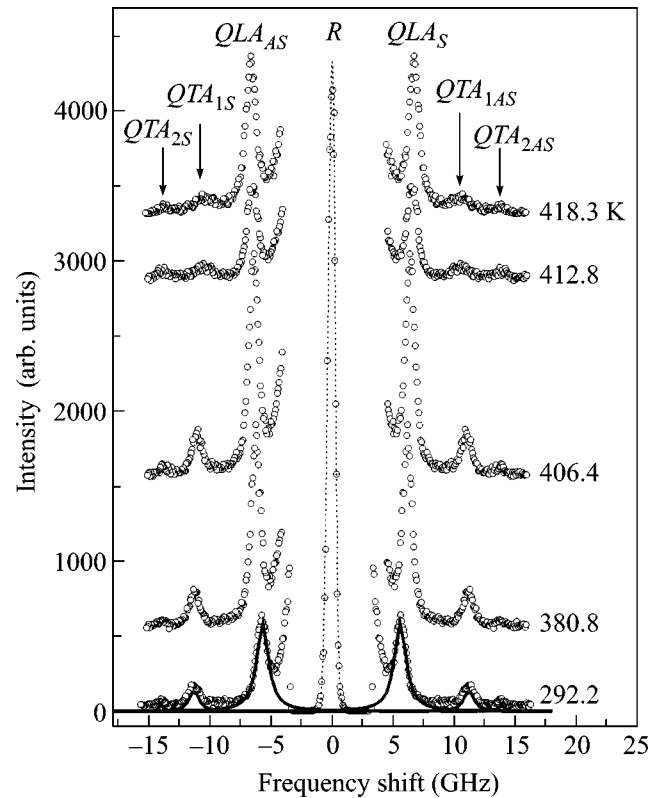 QLA_AS R QLA_S
QTA_1S QTA_1AS
QTA_2S QTA_2AS
4000
418.3 K
3000
412.8
2000
406.4
1000
380.8
292.2
0
–15 –10 –5 0 5 10 15 20 25
Frequency shift (GHz)
Intensity (arb. units)